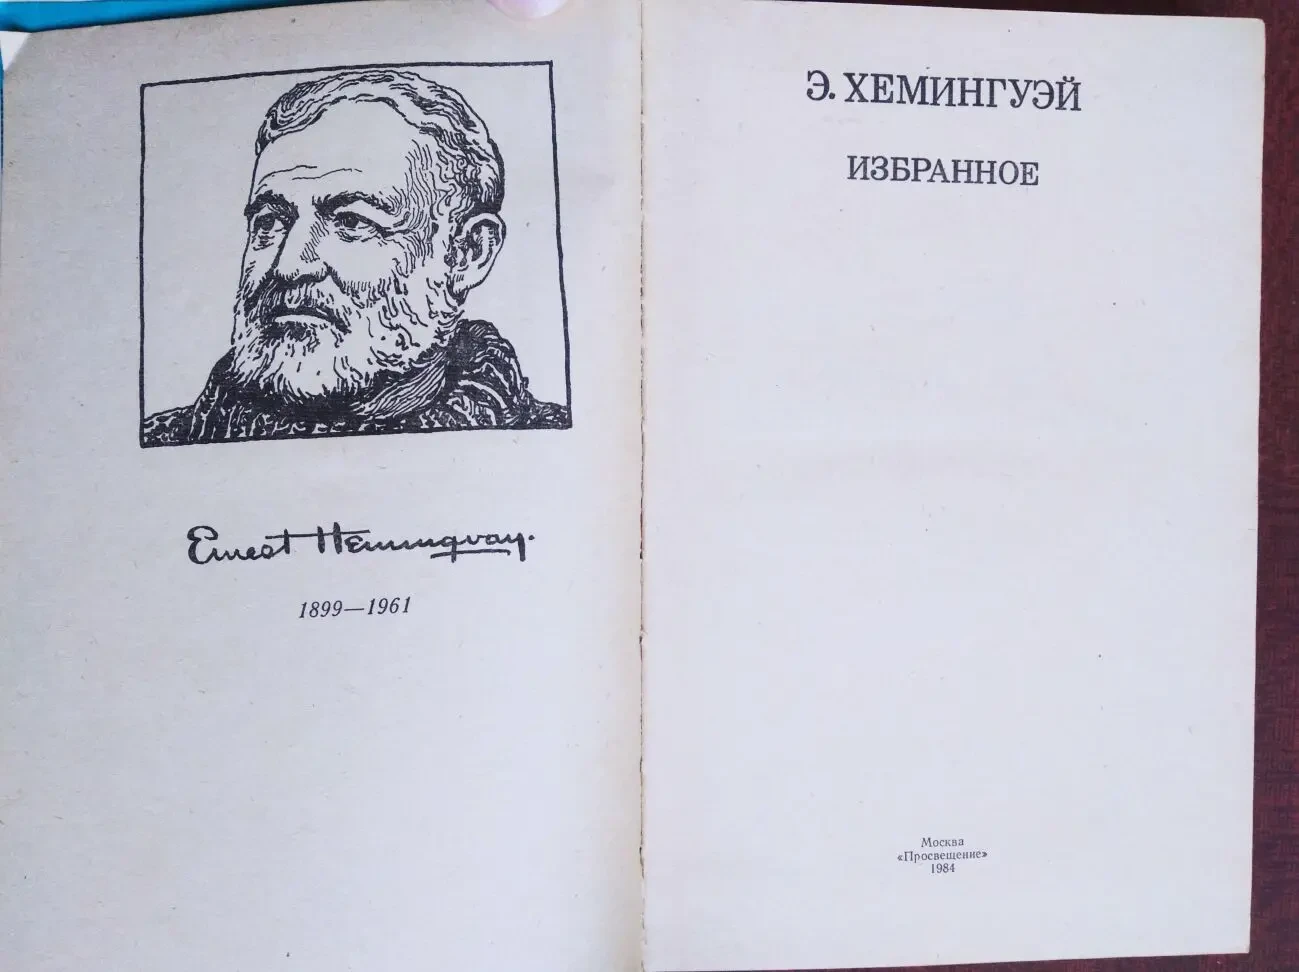 Ernest Hemingway.
1899—1961
Э. ХЕМИНГУЭЙ
ИЗБРАННОЕ
Москва
«Просвещение»
1984